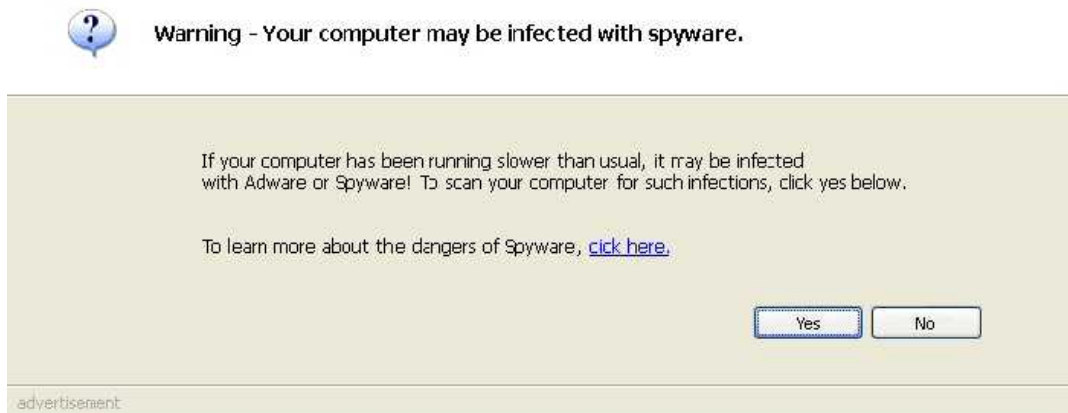 Warning - Your computer may be infected with spyware.
If your computer has been running slower than usual, it may be infected
with Adware or Spyware! To scan your computer for such infections, click yes below.
To learn more about the dangers of Spyware, cick here.
Yes
No
advertisement